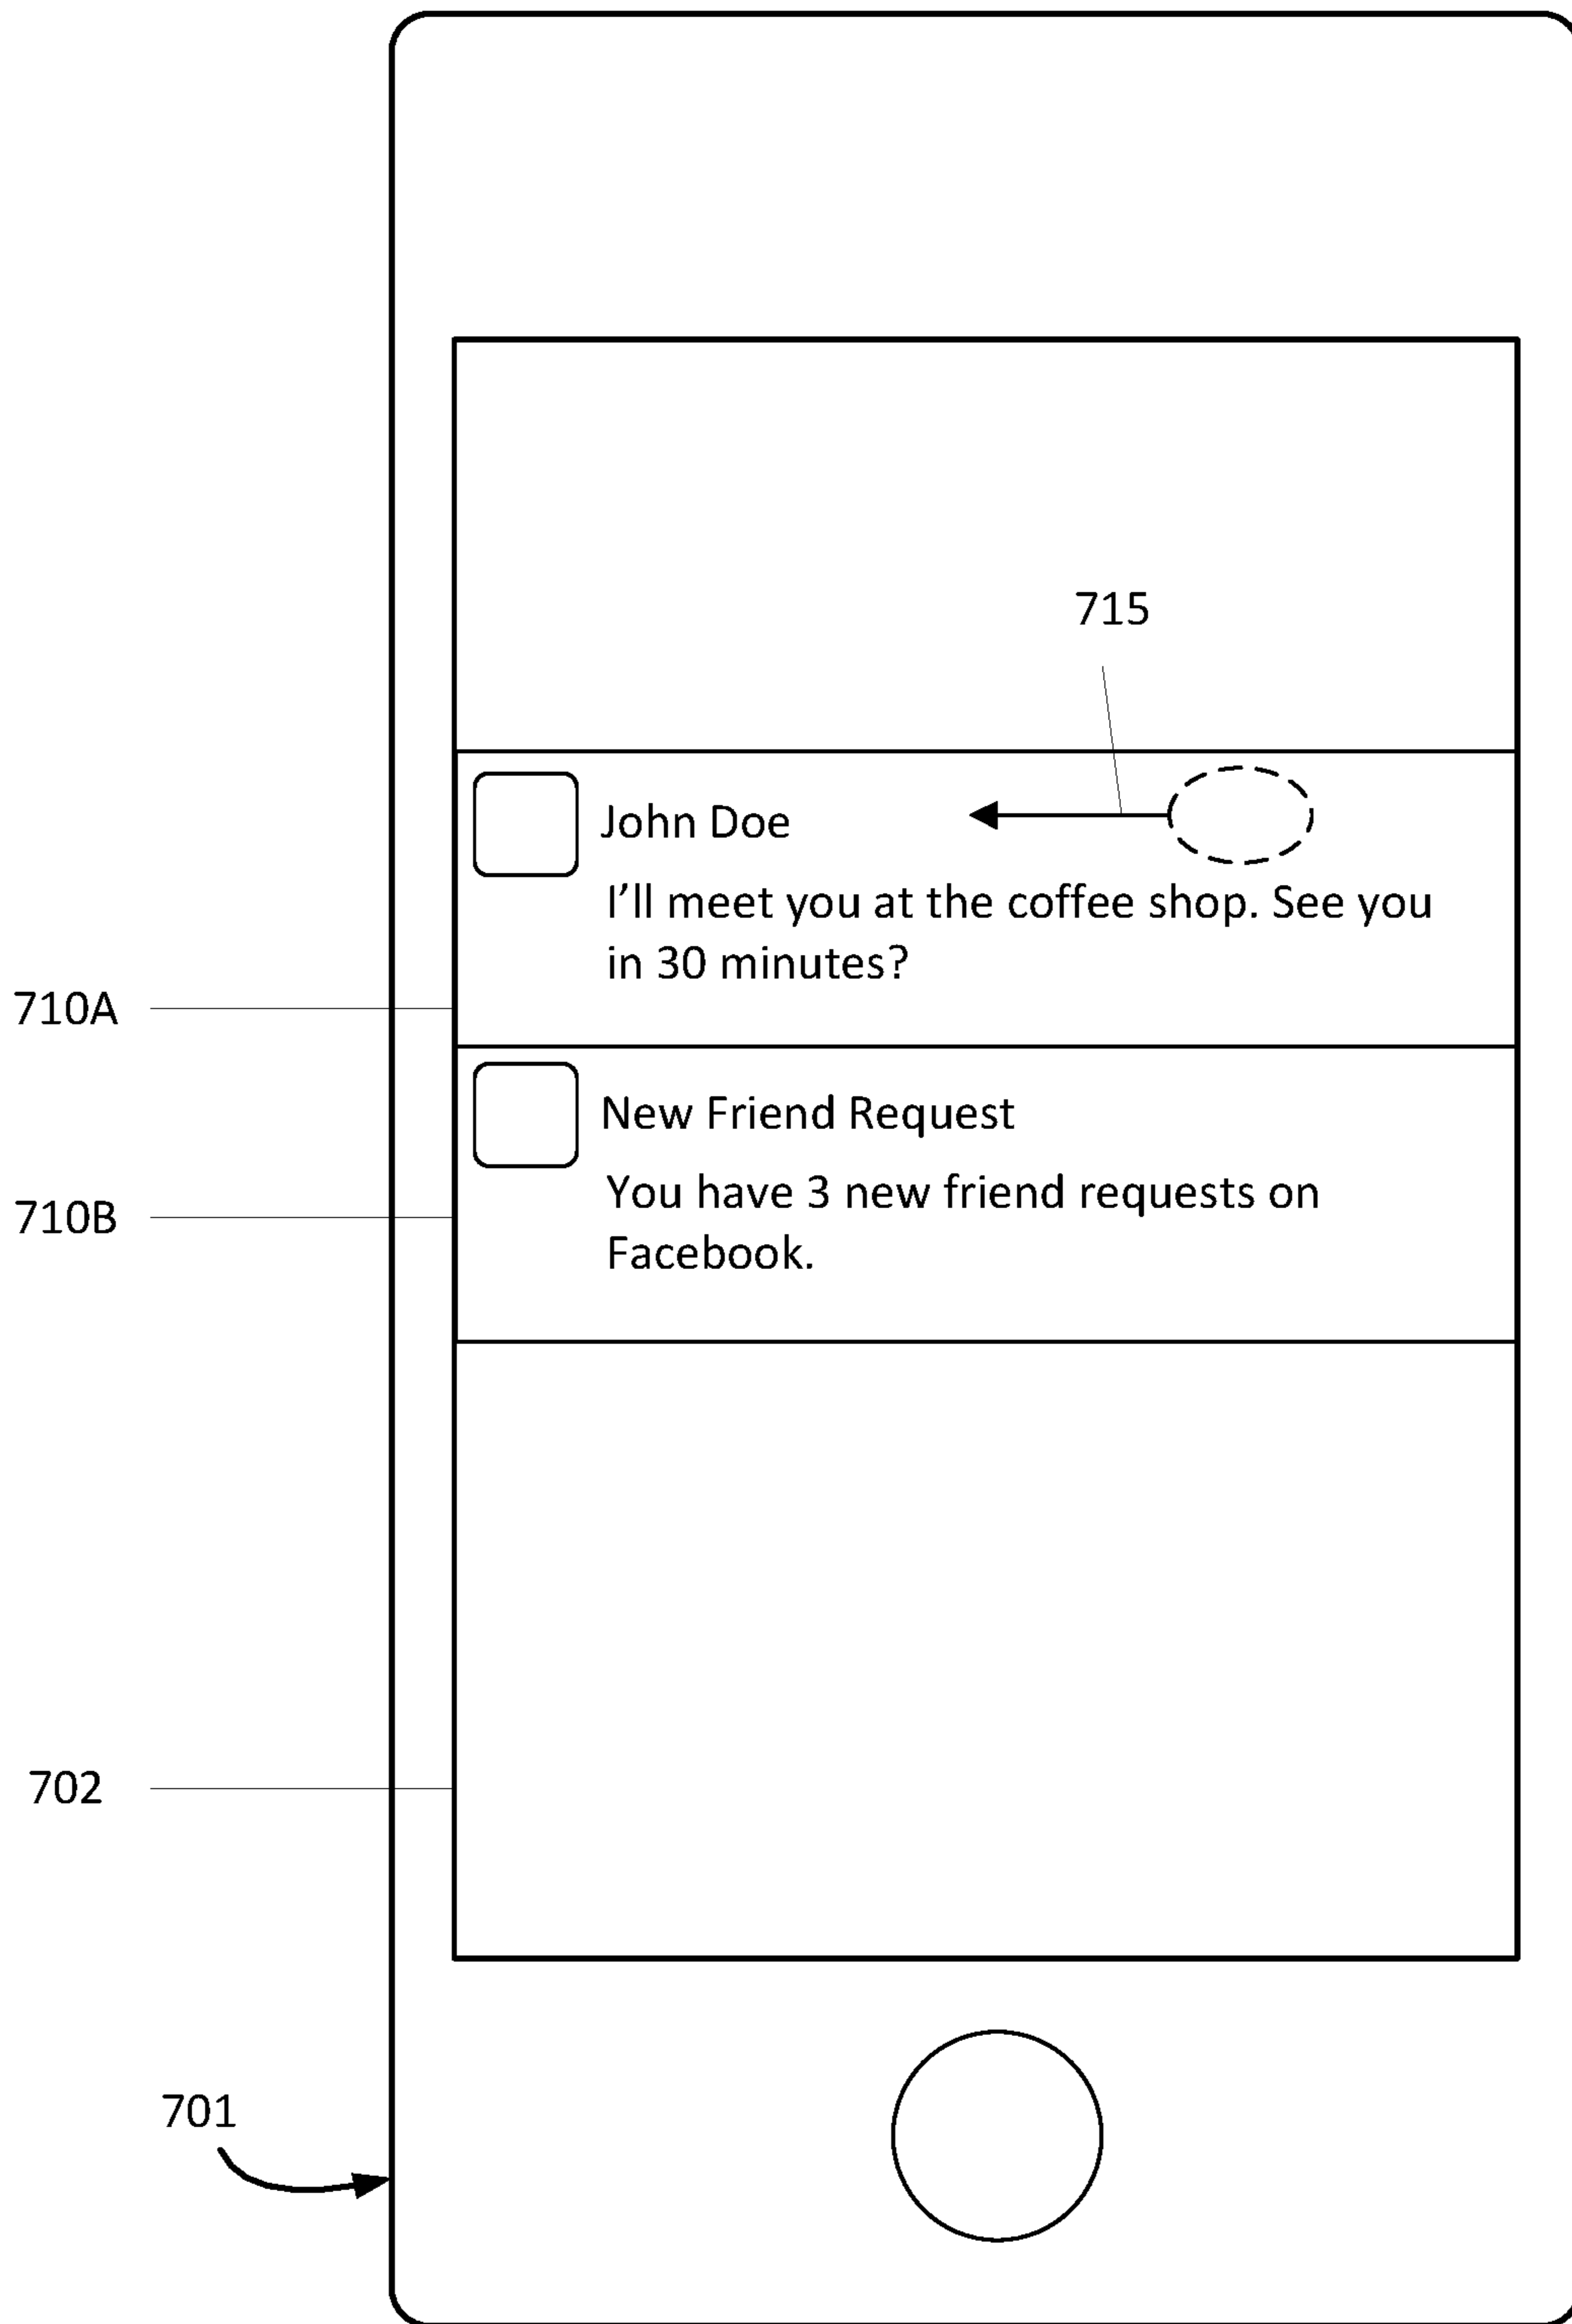 715
John Doe
I'll meet you at the coffee shop. See you
in 30 minutes?
710A
New Friend Request
You have 3 new friend requests on
710B
Facebook.
702
701